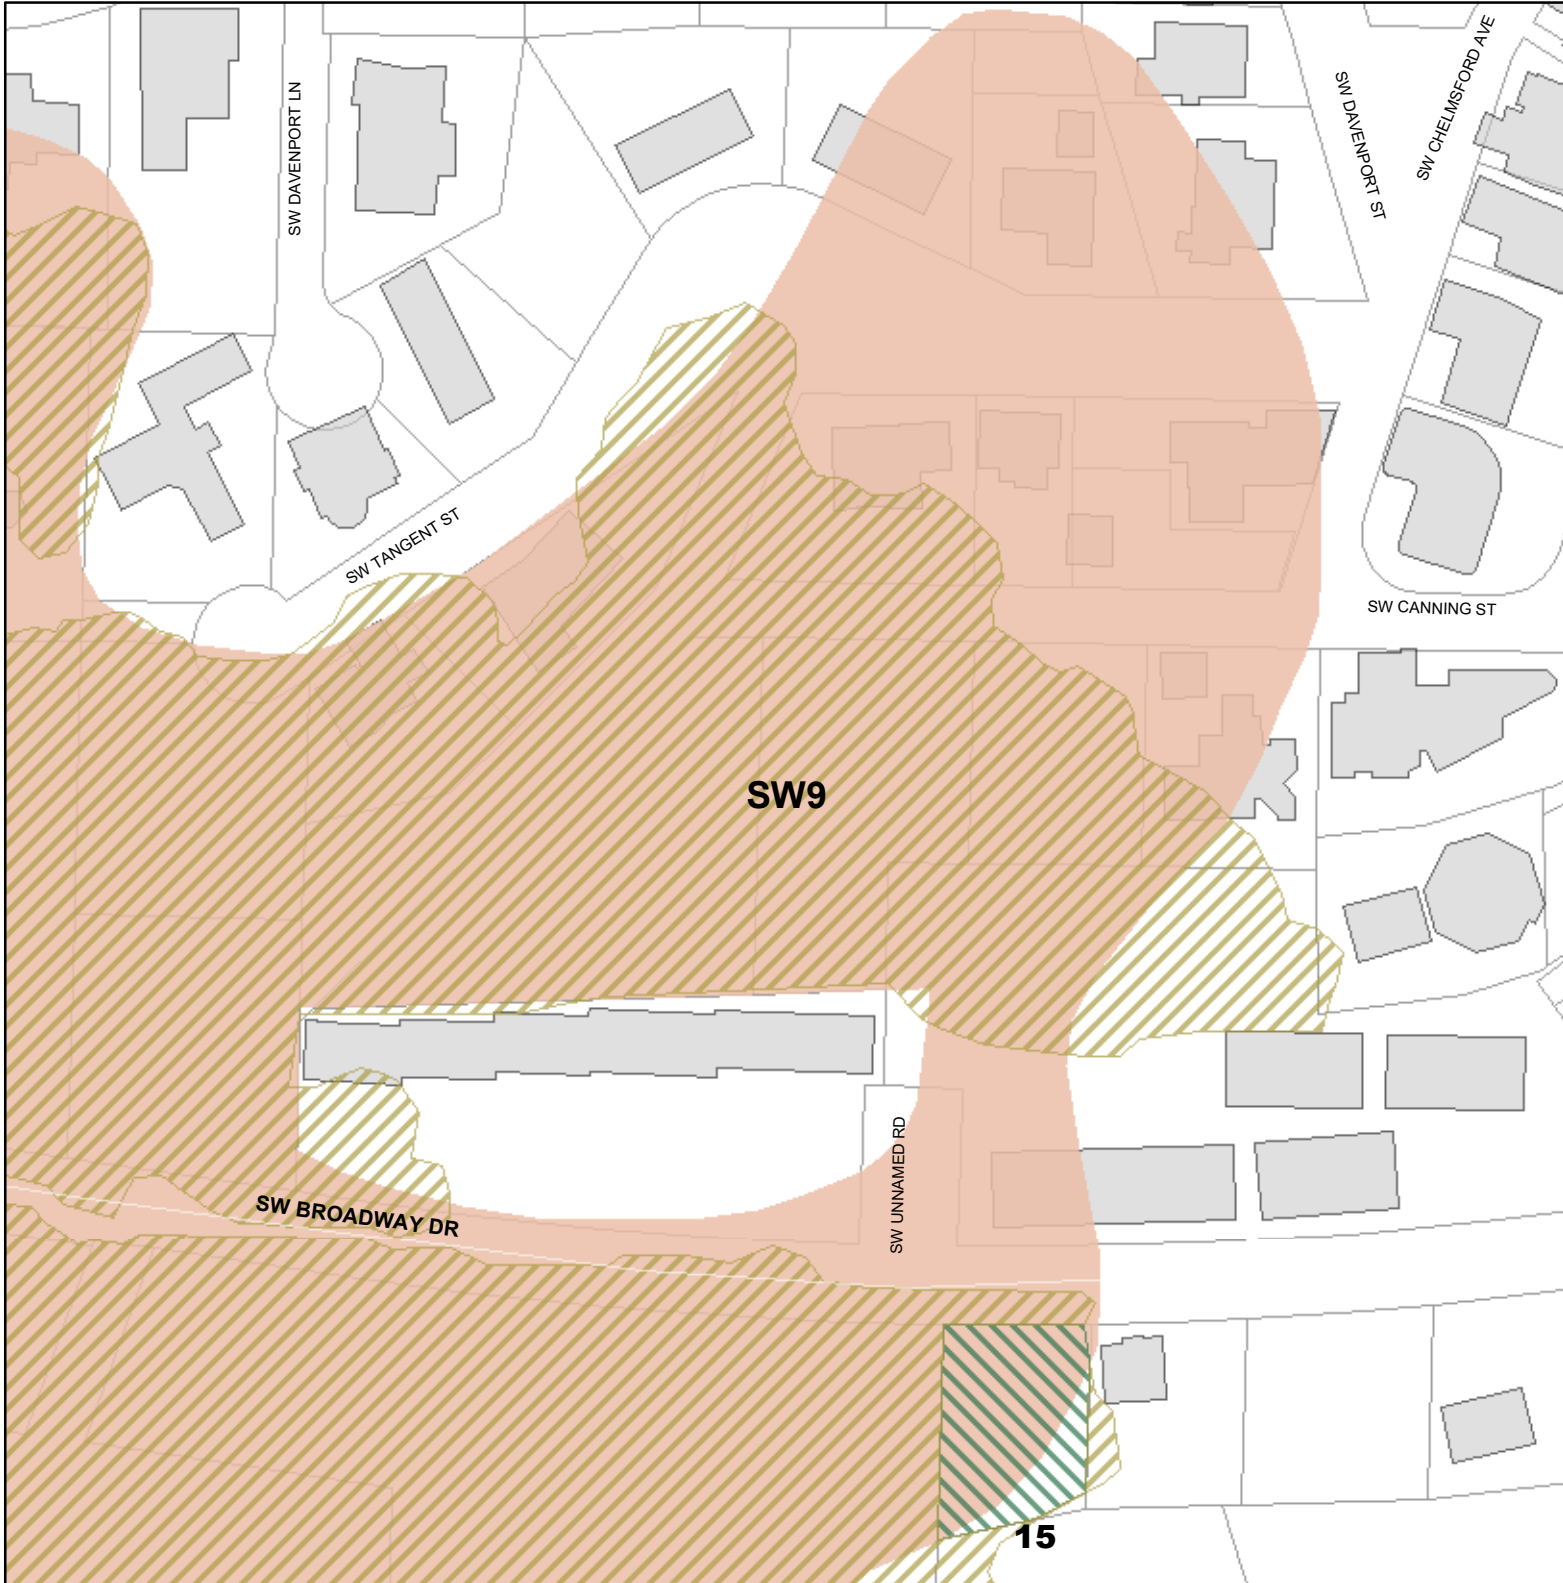 SW DAVENPORT LN
SW DAVENPORT ST
SW CHELMSFORD AVE
SW TANGENT ST
SW CANNING ST
SW9
SW UNNAMED RD
SW BROADWAY DR
15